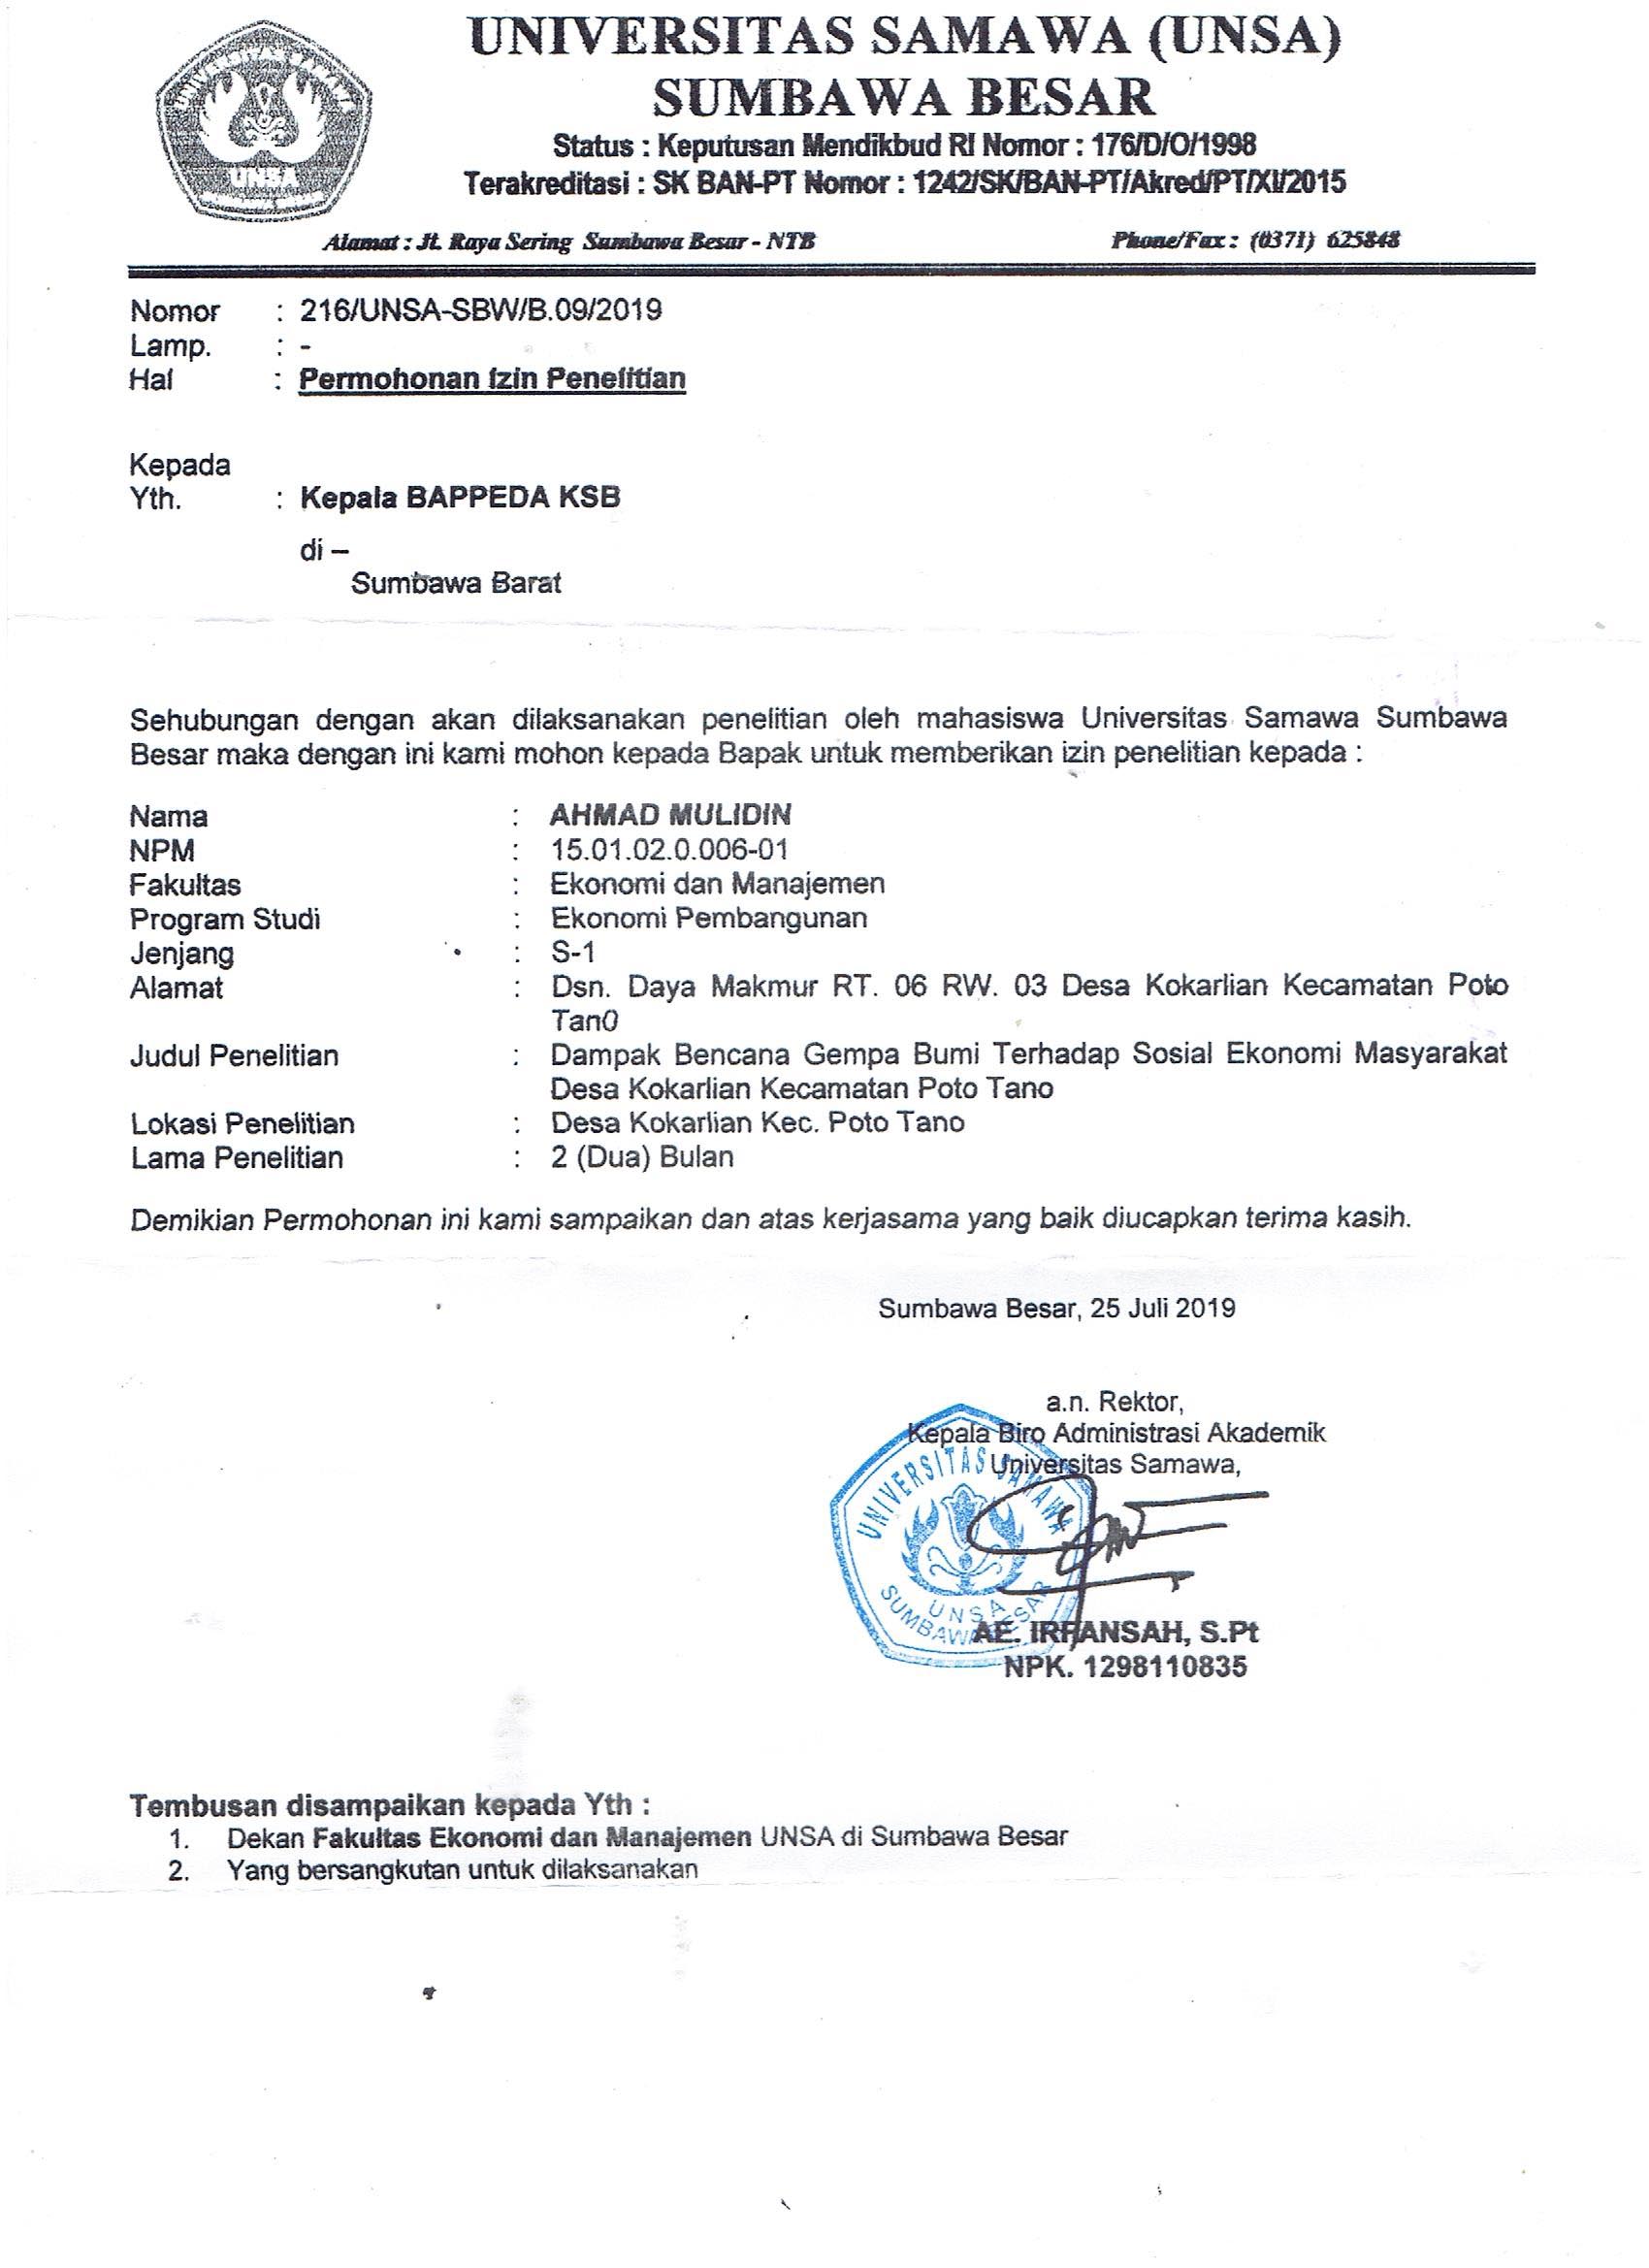 UNIVERSITAS SAMAWA
UNSA
UNIVERSITAS SAMAWA (UNSA)
SUMBAWA BESAR
Status : Keputusan Mendikbud RI Nomor : 176/D/O/1998
Terakreditasi : SK BAN-PT Nomor : 1242/SK/BAN-PT/Akred/PT/XI/2015
Alamat : Jl. Raya Sering Sumbawa Besar - NTB Phone/Fax : (0371) 625848
Nomor : 216/UNSA-SBW/B.09/2019
Lamp. : -
Hal : Permohonan Izin Penelitian
Kepada
Yth. : Kepala BAPPEDA KSB
di –
Sumbawa Barat
Sehubungan dengan akan dilaksanakan penelitian oleh mahasiswa Universitas Samawa Sumbawa
Besar maka dengan ini kami mohon kepada Bapak untuk memberikan izin penelitian kepada :
Nama : AHMAD MULIDIN
NPM : 15.01.02.0.006-01
Fakultas : Ekonomi dan Manajemen
Program Studi : Ekonomi Pembangunan
Jenjang : S-1
Alamat : Dsn. Daya Makmur RT. 06 RW. 03 Desa Kokarlian Kecamatan Poto
Tan0
Judul Penelitian : Dampak Bencana Gempa Bumi Terhadap Sosial Ekonomi Masyarakat
Desa Kokarlian Kecamatan Poto Tano
Lokasi Penelitian : Desa Kokarlian Kec. Poto Tano
Lama Penelitian : 2 (Dua) Bulan
Demikian Permohonan ini kami sampaikan dan atas kerjasama yang baik diucapkan terima kasih.
Sumbawa Besar, 25 Juli 2019
a.n. Rektor,
Kepala Biro Administrasi Akademik
Universitas Samawa,
UNIVERSITAS SAMAWA
UNSA
SUMBAWA BESAR
AE. IRFANSAH, S.Pt
NPK. 1298110835
Tembusan disampaikan kepada Yth :
1. Dekan Fakultas Ekonomi dan Manajemen UNSA di Sumbawa Besar
2. Yang bersangkutan untuk dilaksanakan